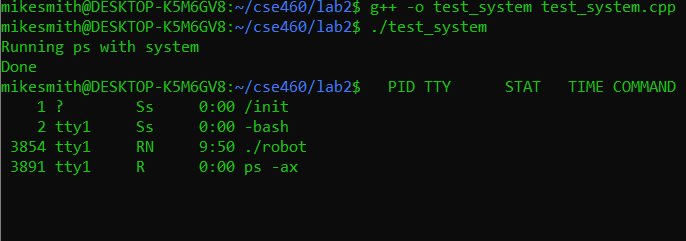 mikesmith@DESKTOP-K5M6GV8:~/cse460/lab2$ g++ -o test_system test_system.cpp
mikesmith@DESKTOP-K5M6GV8:~/cse460/lab2$ ./test_system
Running ps with system
Done
mikesmith@DESKTOP-K5M6GV8:~/cse460/lab2$   PID TTY      STAT   TIME COMMAND
    1 ?        Ss     0:00 /init
    2 tty1     Ss     0:00 -bash
 3854 tty1     RN     9:50 ./robot
 3891 tty1     R      0:00 ps -ax